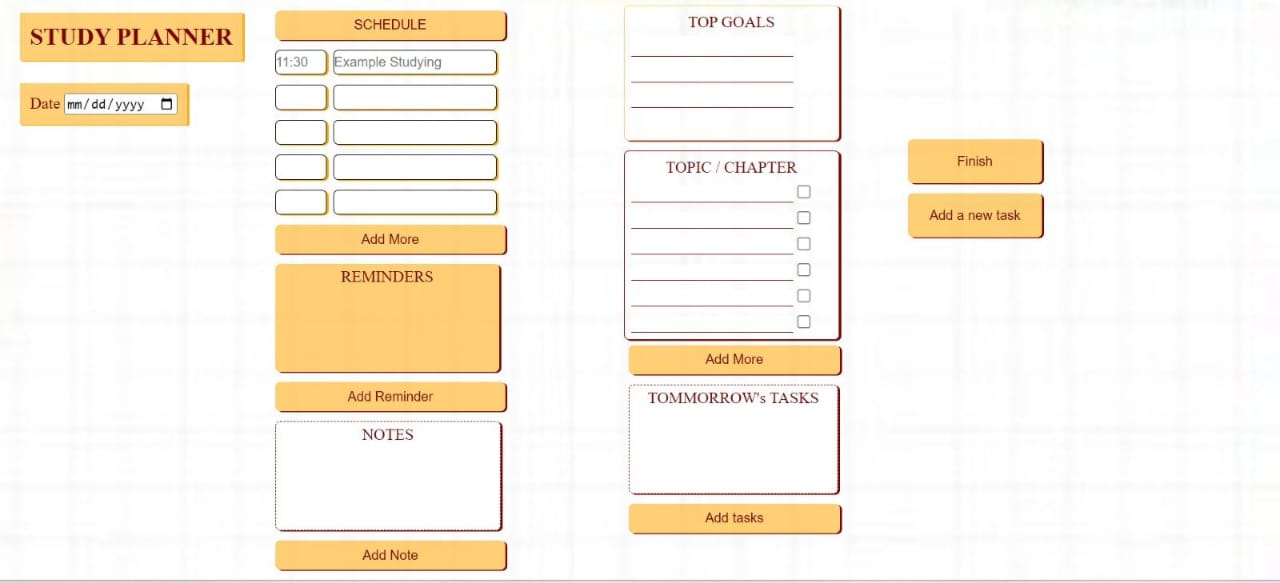 STUDY PLANNER
Date mm/dd/yyyy
SCHEDULE
11:30 Example Studying
Add More
REMINDERS
Add Reminder
NOTES
Add Note
TOP GOALS
TOPIC / CHAPTER
Add More
TOMMORROW's TASKS
Add tasks
Finish
Add a new task